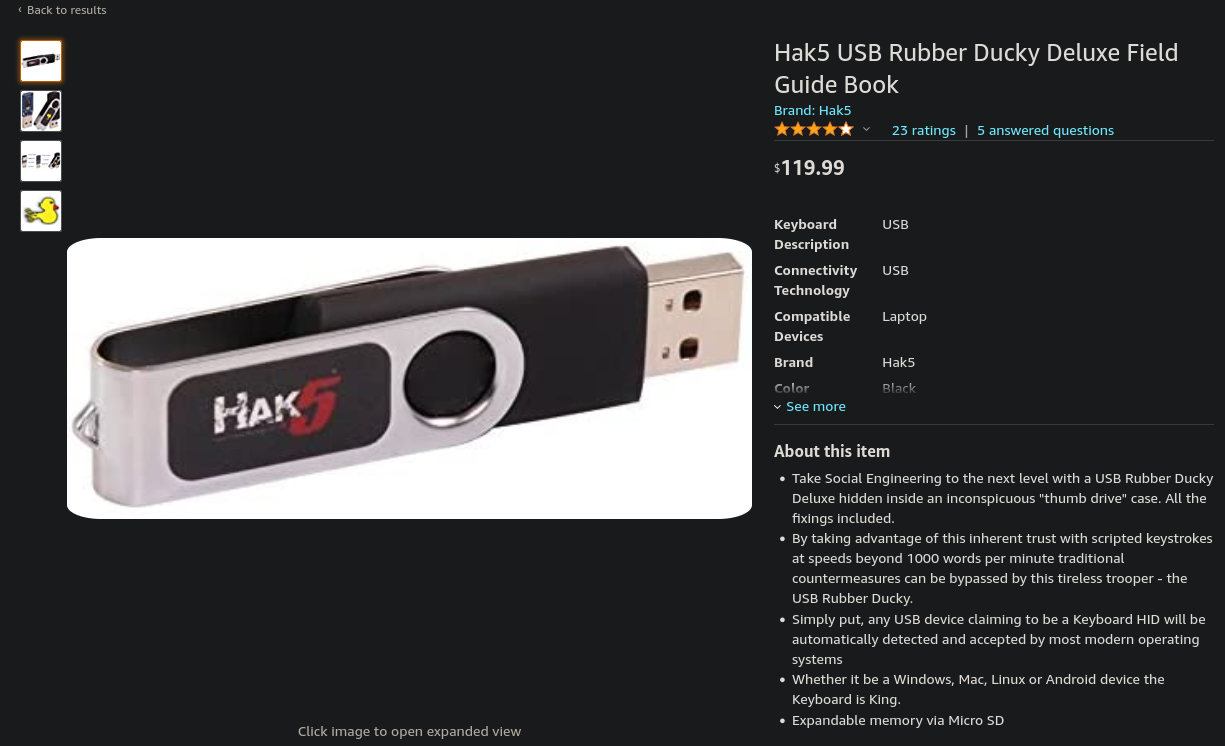 ‹ Back to results
Hak5 USB Rubber Ducky Deluxe Field
Guide Book
Brand: Hak5
23 ratings | 5 answered questions
$119.99
Keyboard Description USB
Connectivity Technology USB
Compatible Devices Laptop
Brand Hak5
Color Black
See more
About this item
• Take Social Engineering to the next level with a USB Rubber Ducky
Deluxe hidden inside an inconspicuous "thumb drive" case. All the
fixings included.
• By taking advantage of this inherent trust with scripted keystrokes
at speeds beyond 1000 words per minute traditional
countermeasures can be bypassed by this tireless trooper - the
USB Rubber Ducky.
• Simply put, any USB device claiming to be a Keyboard HID will be
automatically detected and accepted by most modern operating
systems
• Whether it be a Windows, Mac, Linux or Android device the
Keyboard is King.
• Expandable memory via Micro SD
HAK5
Click image to open expanded view